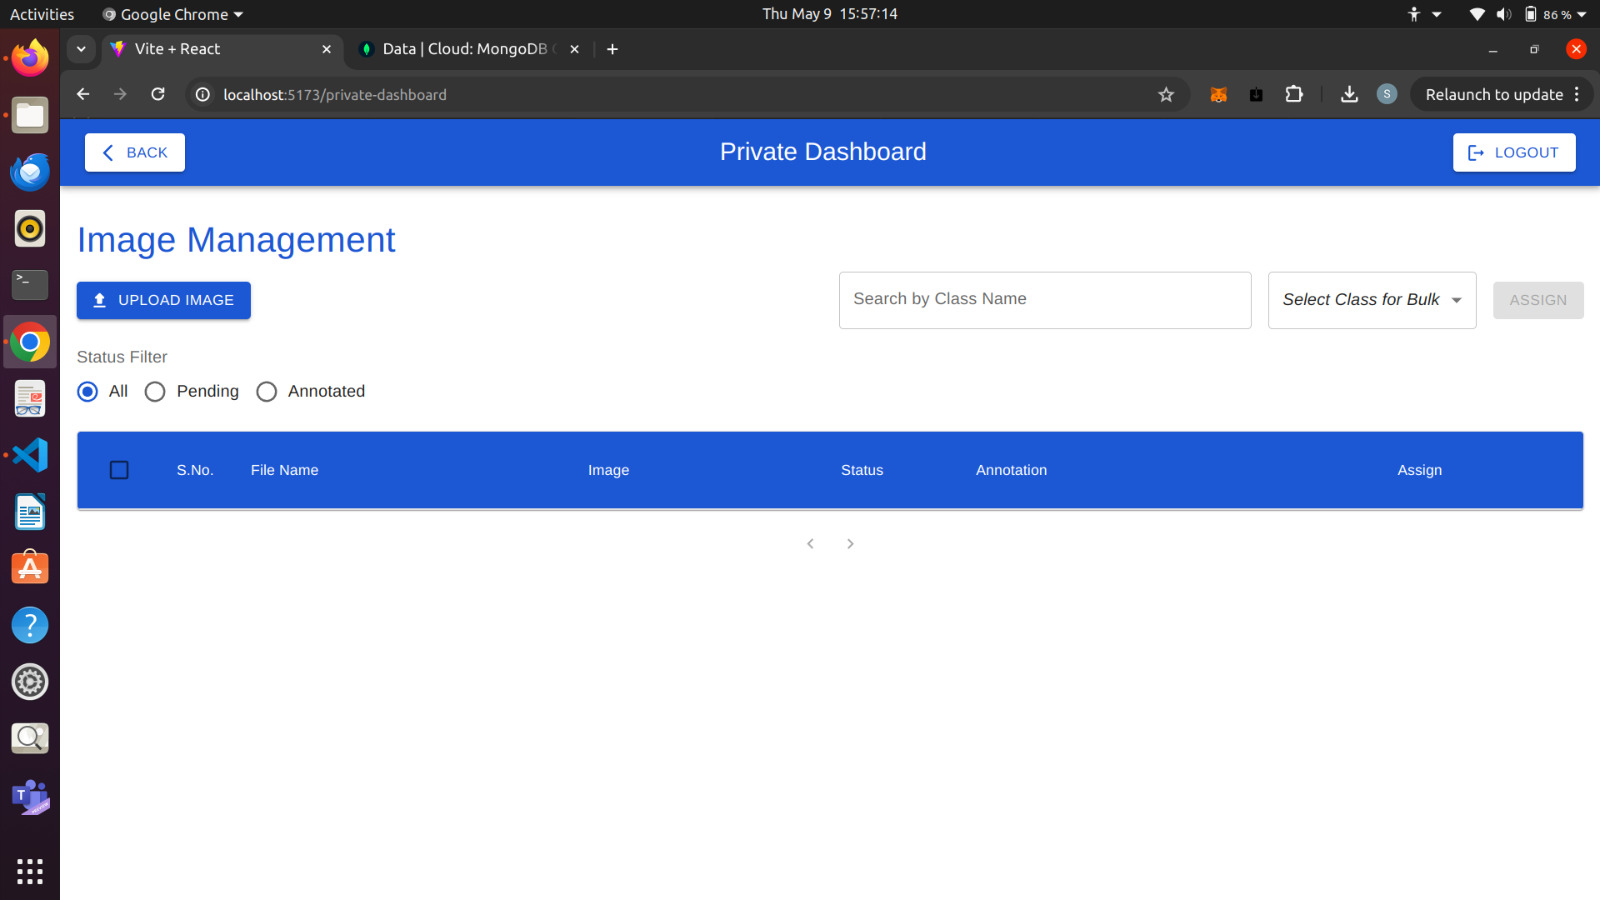 Activities Google Chrome Thu May 9 15:57:14 86 %
Vite + React Data | Cloud: MongoDB
localhost:5173/private-dashboard S Relaunch to update
BACK Private Dashboard LOGOUT
Image Management
UPLOAD IMAGE Search by Class Name Select Class for Bulk ASSIGN
Status Filter
All Pending Annotated
S.No. File Name Image Status Annotation Assign